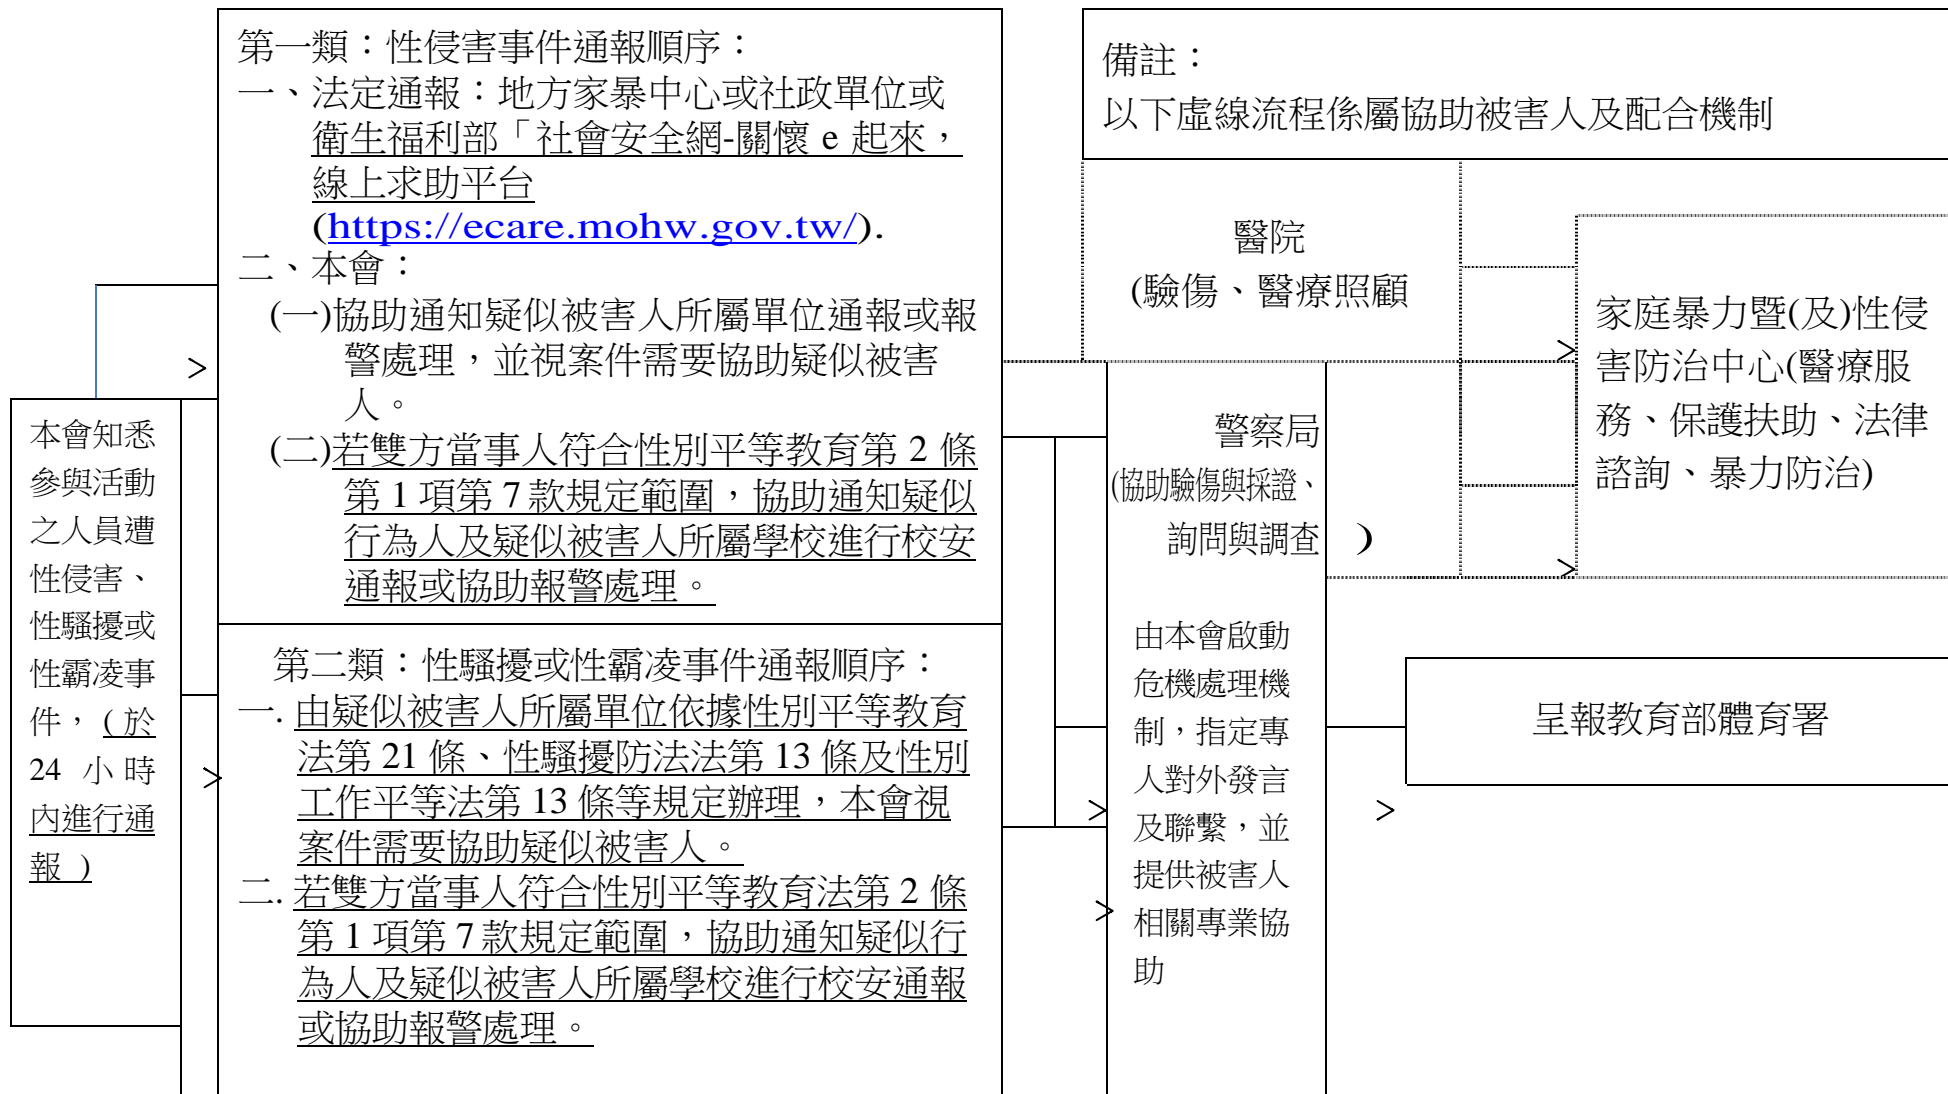 本會知悉
參與活動
之人員遭
性侵害、
性騷擾或
性霸凌事
件，(於
24 小時
內進行通
報 )
第一類：性侵害事件通報順序：
一、法定通報：地方家暴中心或社政單位或
衛生福利部「社會安全網-關懷 e 起來，
線上求助平台
(https://ecare.mohw.gov.tw/).
二、本會：
(一)協助通知疑似被害人所屬單位通報或報
警處理，並視案件需要協助疑似被害
人。
(二)若雙方當事人符合性別平等教育第 2 條
第 1 項第 7 款規定範圍，協助通知疑似
行為人及疑似被害人所屬學校進行校安
通報或協助報警處理。
第二類：性騷擾或性霸凌事件通報順序：
一. 由疑似被害人所屬單位依據性別平等教育
法第 21 條、性騷擾防法法第 13 條及性別
工作平等法第 13 條等規定辦理，本會視
案件需要協助疑似被害人。
二. 若雙方當事人符合性別平等教育法第 2 條
第 1 項第 7 款規定範圍，協助通知疑似行
為人及疑似被害人所屬學校進行校安通報
或協助報警處理。
備註：
以下虛線流程係屬協助被害人及配合機制
醫院
(驗傷、醫療照顧
警察局
(協助驗傷與採證、
詢問與調查 )
家庭暴力暨(及)性侵
害防治中心(醫療服
務、保護扶助、法律
諮詢、暴力防治)
由本會啟動
危機處理機
制，指定專
人對外發言
及聯繫，並
提供被害人
相關專業協
助
呈報教育部體育署